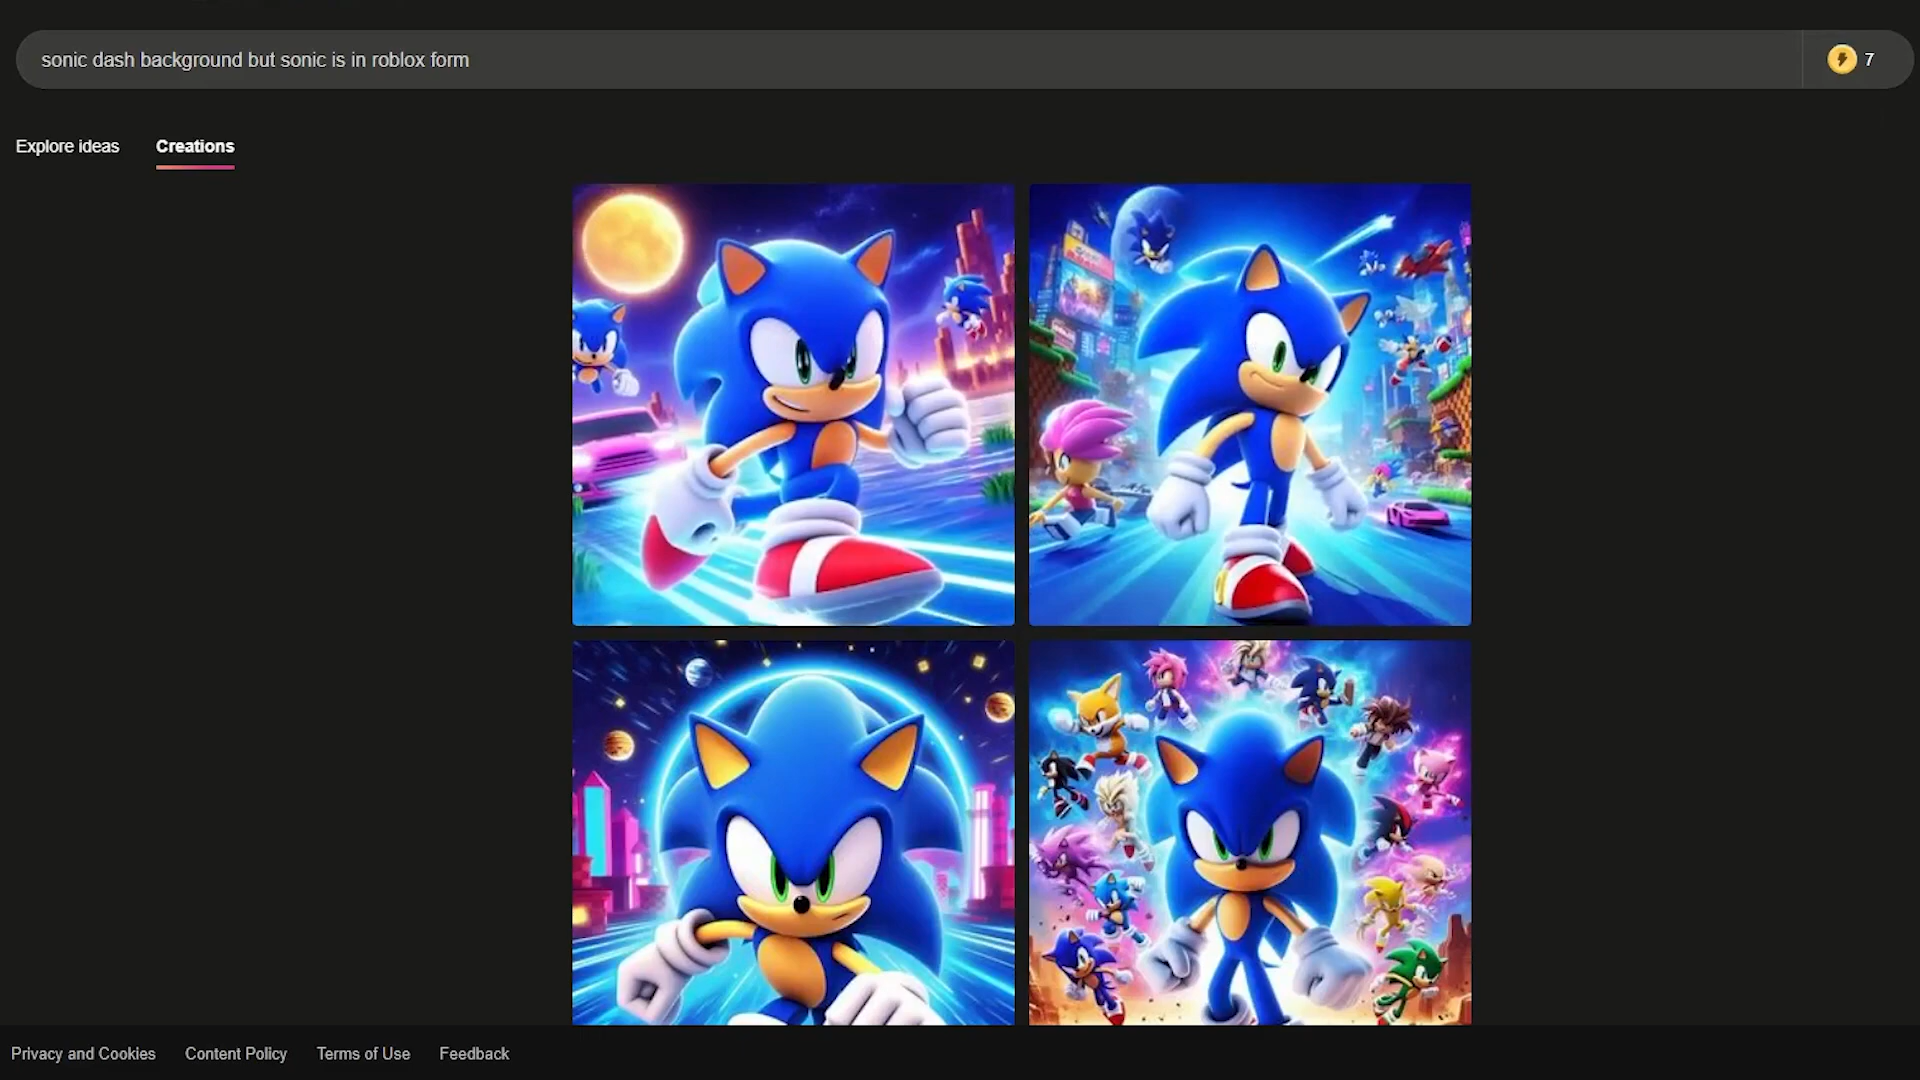 sonic dash background but sonic is in roblox form
7
Explore ideas
Creations
Privacy and Cookies
Content Policy
Terms of Use
Feedback